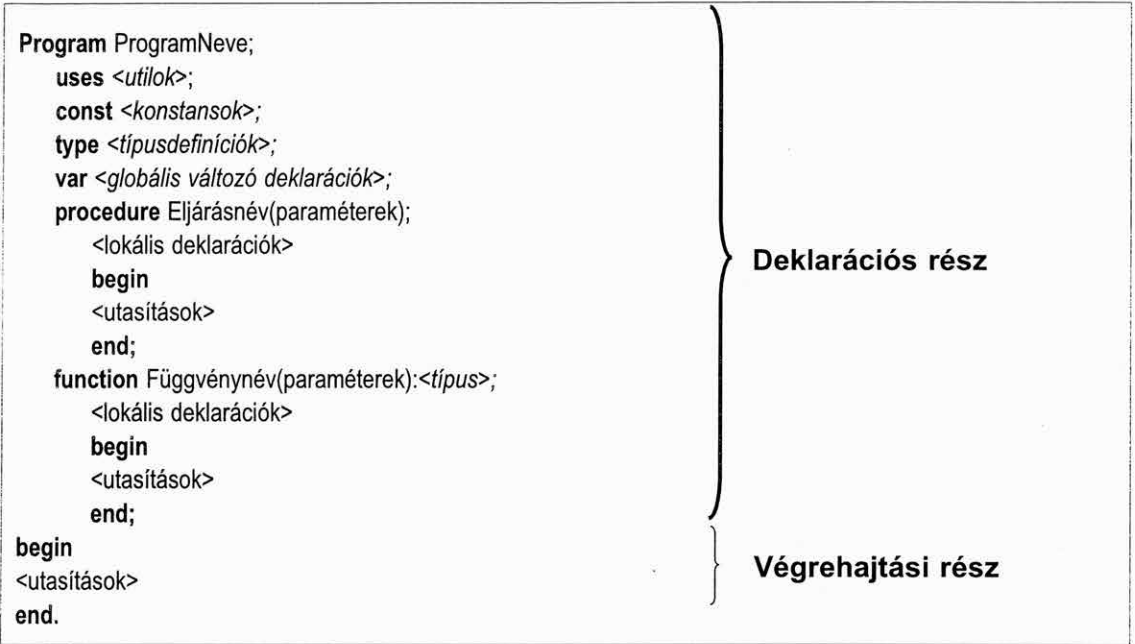 Program ProgramNeve;
uses <utilok>;
const <konstansok>;
type <típusdefiníciók>;
var <globális változó deklarációk>;
procedure Eljárásnév(paraméterek);
<lokális deklarációk>
begin
<utasítások>
end;
function Függvénynév(paraméterek):<típus>;
<lokális deklarációk>
begin
<utasítások>
end;
Deklarációs rész
begin
<utasítások>
end.
Végrehajtási rész